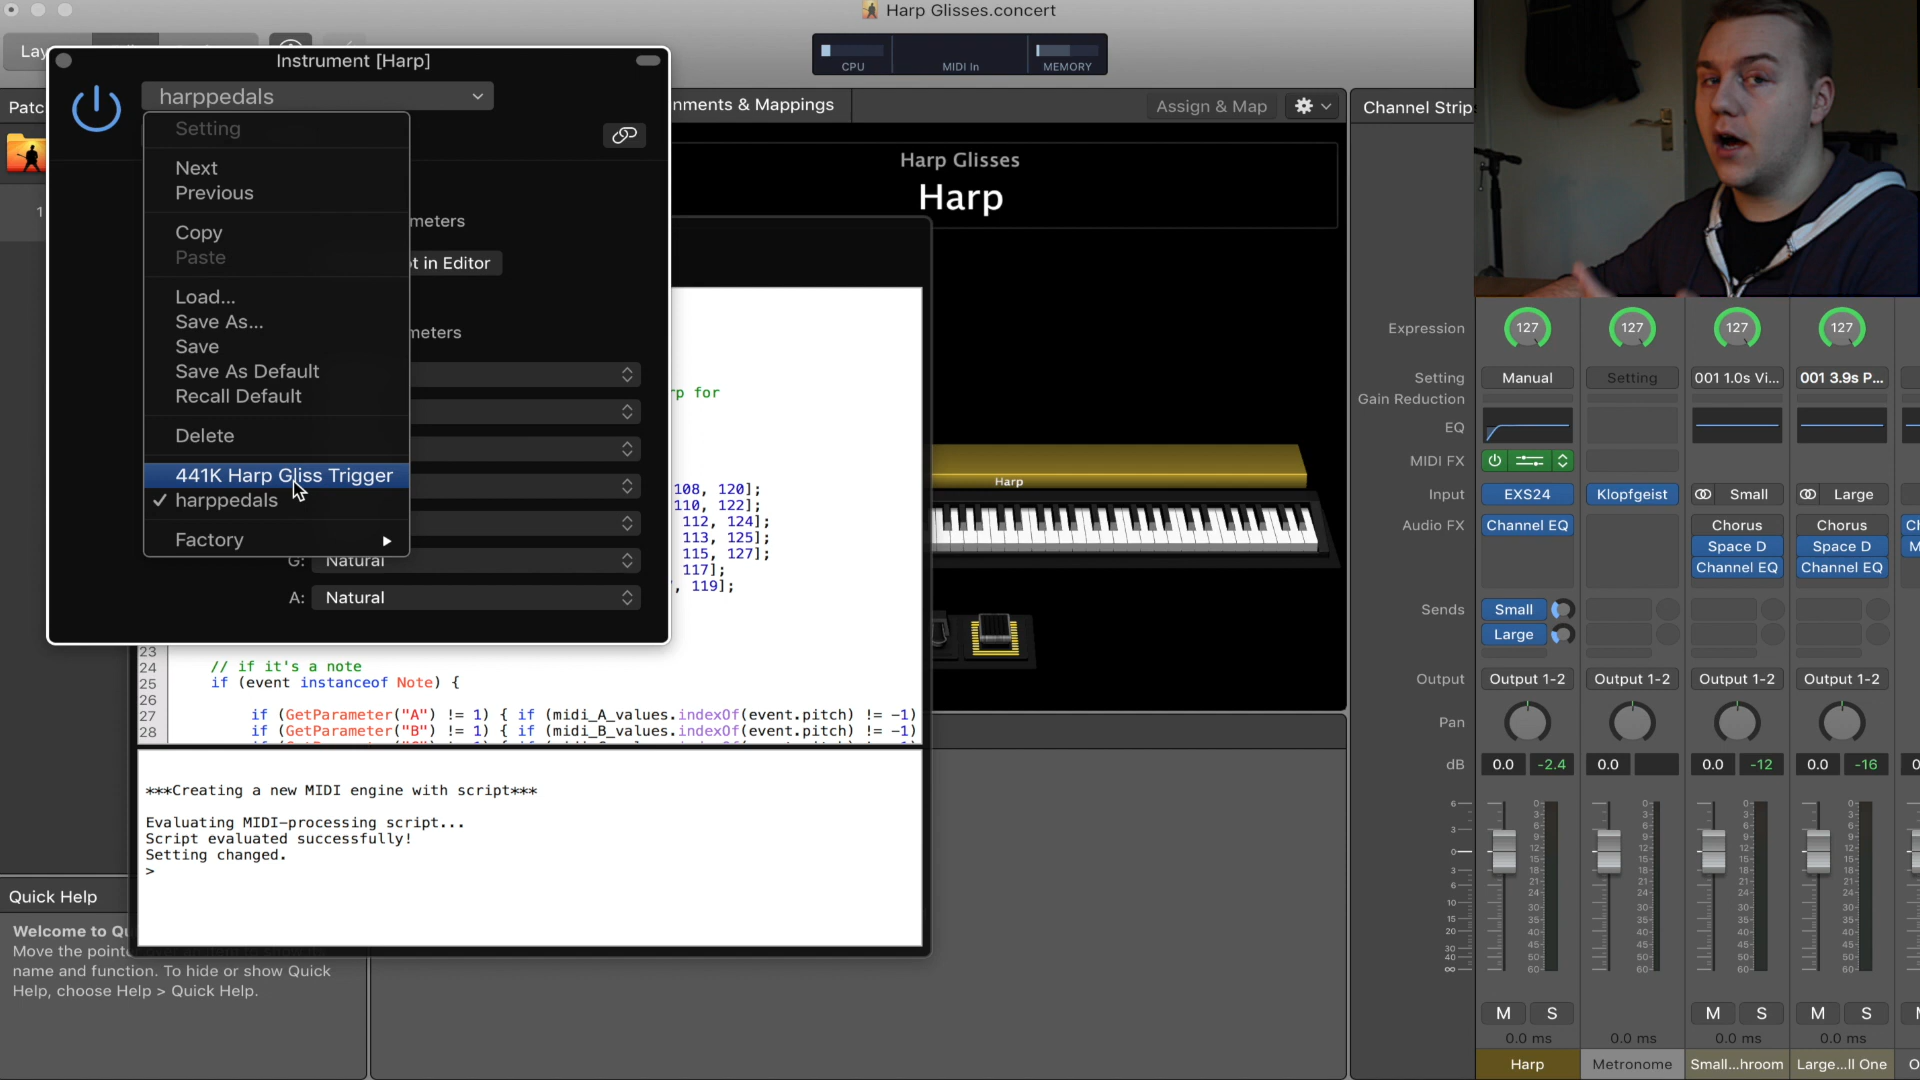 Harp Glisses.concert
Lay
CPU
MIDI In
MEMORY
Instrument [Harp]
harppedals
Patc
nments & Mappings
Assign & Map
Channel Strip
Setting
Next
Previous
Copy
Paste
Load...
Save As...
Save
Save As Default
Recall Default
Delete
441K Harp Gliss Trigger
✓ harppedals
Factory
meters
t in Editor
meters
G: Natural
A: Natural
1
Harp Glisses
Harp
rp for
108, 120];
110, 122];
112, 124];
113, 125];
115, 127];
117];
, 119];
Harp
23
24 // if it's a note
25 if (event instanceof Note) {
26
27 if (GetParameter("A") != 1) { if (midi_A_values.indexOf(event.pitch) != -1)
28 if (GetParameter("B") != 1) { if (midi_B_values.indexOf(event.pitch) != -1)
***Creating a new MIDI engine with script***
Evaluating MIDI-processing script...
Script evaluated successfully!
Setting changed.
>
Quick Help
Welcome to Qu
Move the pointe
name and function. To hide or show Quick
Help, choose Help > Quick Help.
Expression 127 127 127 127
Setting Manual Setting 001 1.0s Vi... 001 3.9s P...
Gain Reduction
EQ
MIDI FX
Input EXS24 Klopfgeist Small Large
Audio FX Channel EQ Chorus Chorus Ch
Space D Space D M
Channel EQ Channel EQ
Sends Small
Large
Output Output 1-2 Output 1-2 Output 1-2 Output 1-2
Pan
dB 0.0 -2.4 0.0 0.0 -12 0.0 -16 0
M S M S M S
0.0 ms 0.0 ms 0.0 ms 0.0 ms
Harp Metronome Small...hroom Large...ll One O